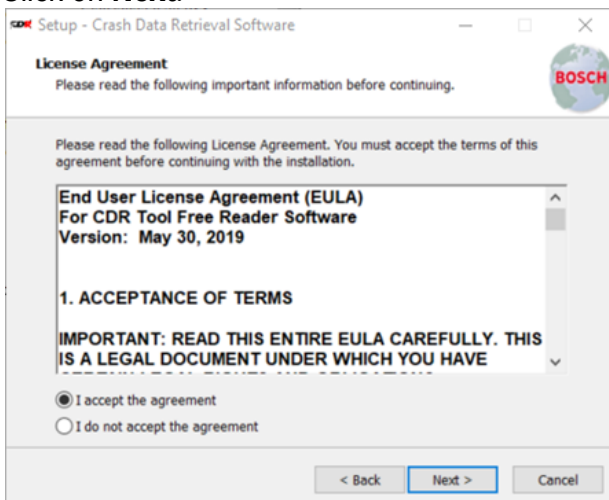 Setup - Crash Data Retrieval Software
License Agreement
Please read the following important information before continuing.
BOSCH
Please read the following License Agreement. You must accept the terms of this
agreement before continuing with the installation.
End User License Agreement (EULA)
For CDR Tool Free Reader Software
Version: May 30, 2019
1. ACCEPTANCE OF TERMS
IMPORTANT: READ THIS ENTIRE EULA CAREFULLY. THIS
IS A LEGAL DOCUMENT UNDER WHICH YOU HAVE
I accept the agreement
I do not accept the agreement
< Back
Next >
Cancel